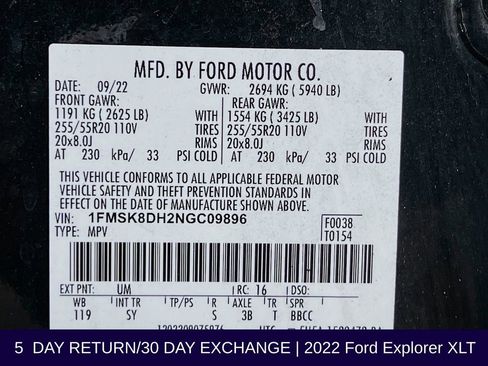 MFD. BY FORD MOTOR CO.
DATE: 09/22 GVWR: 2694 KG ( 5940 LB)
FRONT GAWR: REAR GAWR:
1191 KG ( 2625 LB) WITH 1554 KG ( 3425 LB) WITH
255/55R20 110V TIRES 255/55R20 110V TIRES
20x8.0J RIMS 20x8.0J RIMS
AT 230 kPa/ 33 PSI COLD AT 230 kPa/ 33 PSI COLD
THIS VEHICLE CONFORMS TO ALL APPLICABLE FEDERAL MOTOR
VEHICLE SAFETY AND THEFT PREVENTION STANDARDS IN
EFFECT ON THE DATE OF MANUFACTURE SHOWN ABOVE.
VIN: 1FMSK8DH2NGC09896 F0038
TYPE: MPV T0154
EXT PNT: UM RC: 16 DSO:
WB INT TR TP/PS R AXLE TR SPR
119 SY S 3B T BBCC
UTC
5 DAY RETURN/30 DAY EXCHANGE | 2022 Ford Explorer XLT